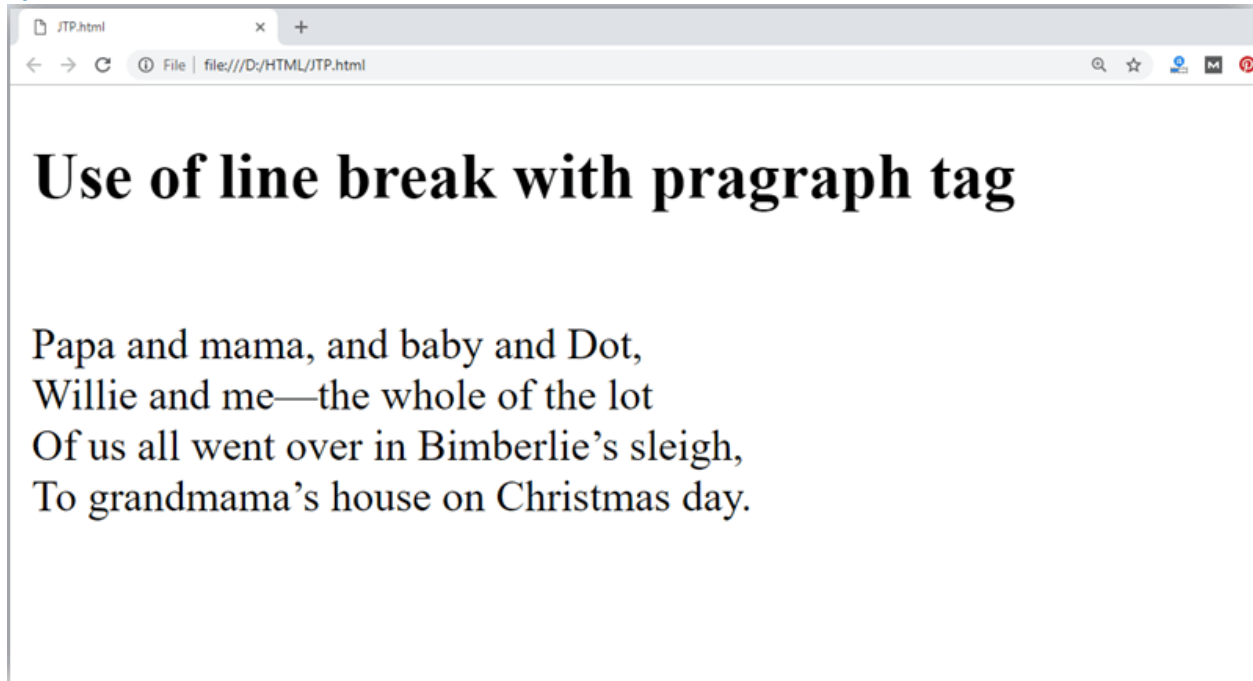 JTP.html
File | file:///D:/HTML/JTP.html
Use of line break with pragraph tag
Papa and mama, and baby and Dot,
Willie and me—the whole of the lot
Of us all went over in Bimberlie’s sleigh,
To grandmama’s house on Christmas day.